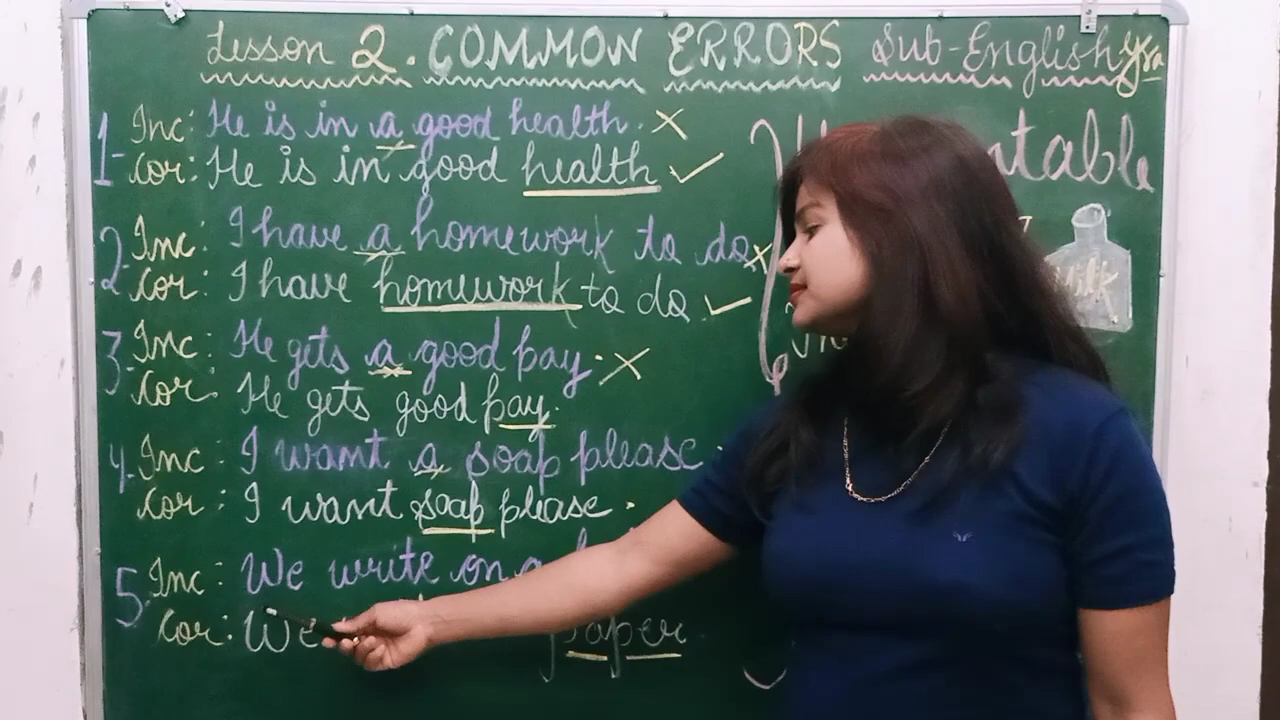 Lesson 2. COMMON ERRORS Sub-English
1- Inc: He is in a good health. ×
Cor: He is in good health ✓
2- Inc: I have a homework to do ×
Cor: I have homework to do ✓
3- Inc: He gets a good pay. ×
Cor. He gets good pay.
4. Inc: I want a soap please.
Cor: I want soap please.
5. Inc: We write on a
Cor: We paper.